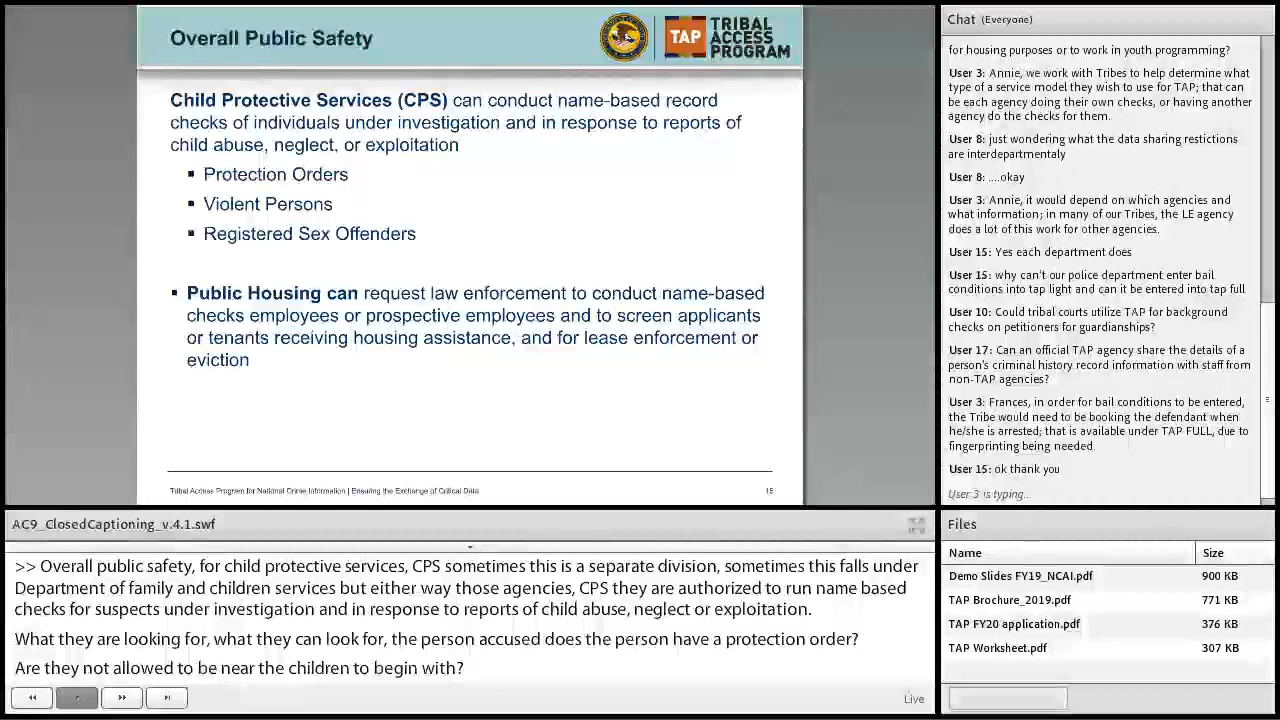 Overall Public Safety
TAP
TRIBAL
ACCESS
PROGRAM
Child Protective Services (CPS) can conduct name-based record
checks of individuals under investigation and in response to reports of
child abuse, neglect, or exploitation
▪ Protection Orders
▪ Violent Persons
▪ Registered Sex Offenders
▪ Public Housing can request law enforcement to conduct name-based
checks employees or prospective employees and to screen applicants
or tenants receiving housing assistance, and for lease enforcement or
eviction
Tribal Access Program for National Crime Information | Ensuring the Exchange of Critical Data
15
Chat (Everyone)
for housing purposes or to work in youth programming?
User 3: Annie, we work with Tribes to help determine what
type of a service model they wish to use for TAP; that can
be each agency doing their own checks, or having another
agency do the checks for them.
User 8: just wondering what the data sharing restictions
are interdepartmentaly
User 8: ....okay
User 3: Annie, it would depend on which agencies and
what information; in many of our Tribes, the LE agency
does a lot of this work for other agencies.
User 15: Yes each department does
User 15: why can't our police department enter bail
conditions into tap light and can it be entered into tap full
User 10: Could tribal courts utilize TAP for background
checks on petitioners for guardianships?
User 17: Can an official TAP agency share the details of a
person's criminal history record information with staff from
non-TAP agencies?
User 3: Frances, in order for bail conditions to be entered,
the Tribe would need to be booking the defendant when
he/she is arrested; that is available under TAP FULL, due to
fingerprinting being needed.
User 15: ok thank you
User 3 is typing...
AC9_ClosedCaptioning_v.4.1.swf
>> Overall public safety, for child protective services, CPS sometimes this is a separate division, sometimes this falls under
Department of family and children services but either way those agencies, CPS they are authorized to run name based
checks for suspects under investigation and in response to reports of child abuse, neglect or exploitation.
What they are looking for, what they can look for, the person accused does the person have a protection order?
Are they not allowed to be near the children to begin with?
Live
Files
Name Size
Demo Slides FY19_NCAI.pdf 900 KB
TAP Brochure_2019.pdf 771 KB
TAP FY20 application.pdf 376 KB
TAP Worksheet.pdf 307 KB